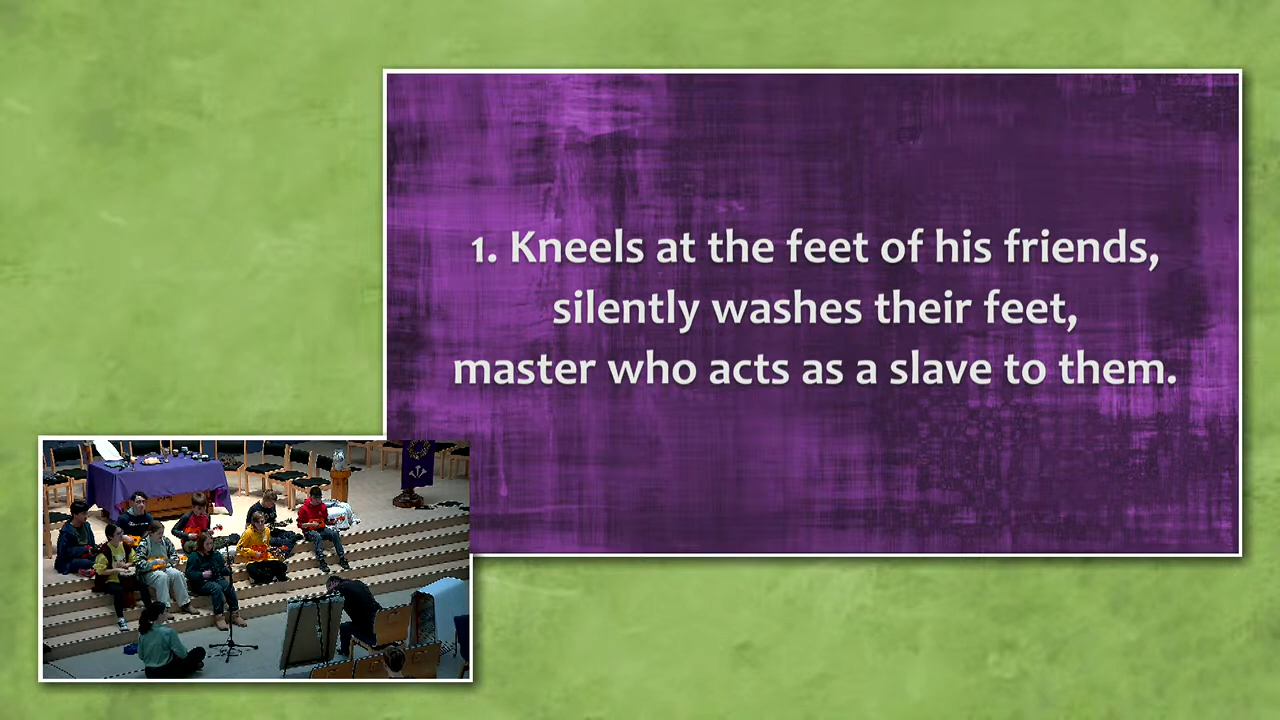 1. Kneels at the feet of his friends,
silently washes their feet,
master who acts as a slave to them.